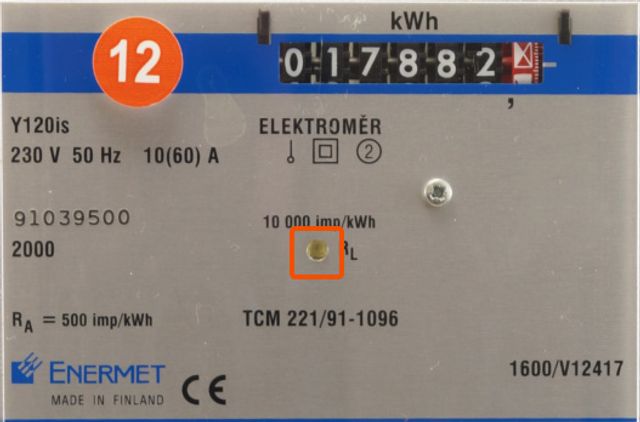 kWh
12
017882
,
Y120is
ELEKTROMĚR
230 V 50 Hz 10(60) A
2
91039500
10 000 imp/kWh
2000
RL
RA = 500 imp/kWh
TCM 221/91-1096
ENERMET
1600/V12417
MADE IN FINLAND
CE